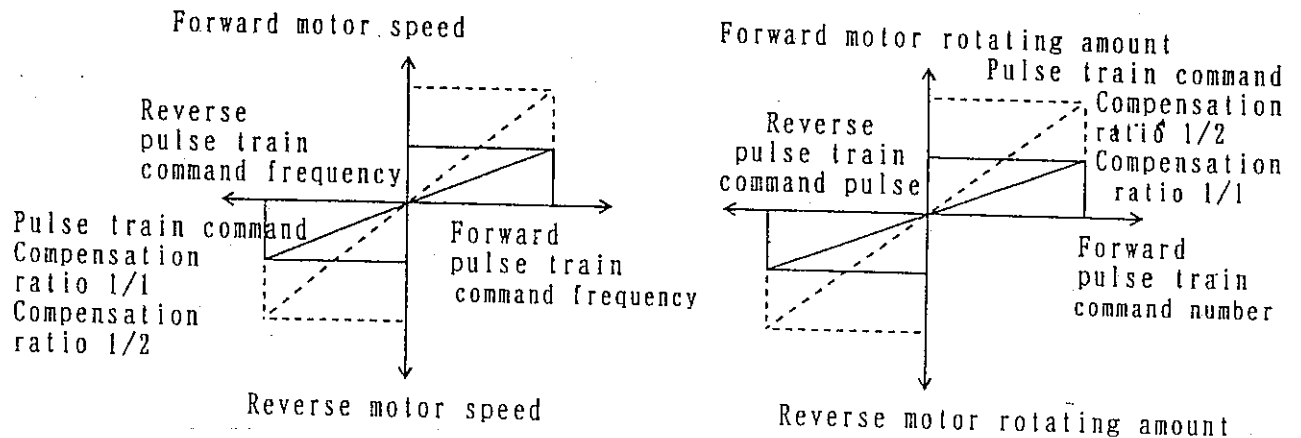 Forward motor speed
Reverse
pulse train
command frequency
Pulse train command
Compensation
ratio 1/1
Compensation
ratio 1/2
Forward
pulse train
command frequency
Reverse motor speed
Forward motor rotating amount
Pulse train command
Compensation
ratio 1/2
Compensation
ratio 1/1
Reverse
pulse train
command pulse
Forward
pulse train
command number
Reverse motor rotating amount